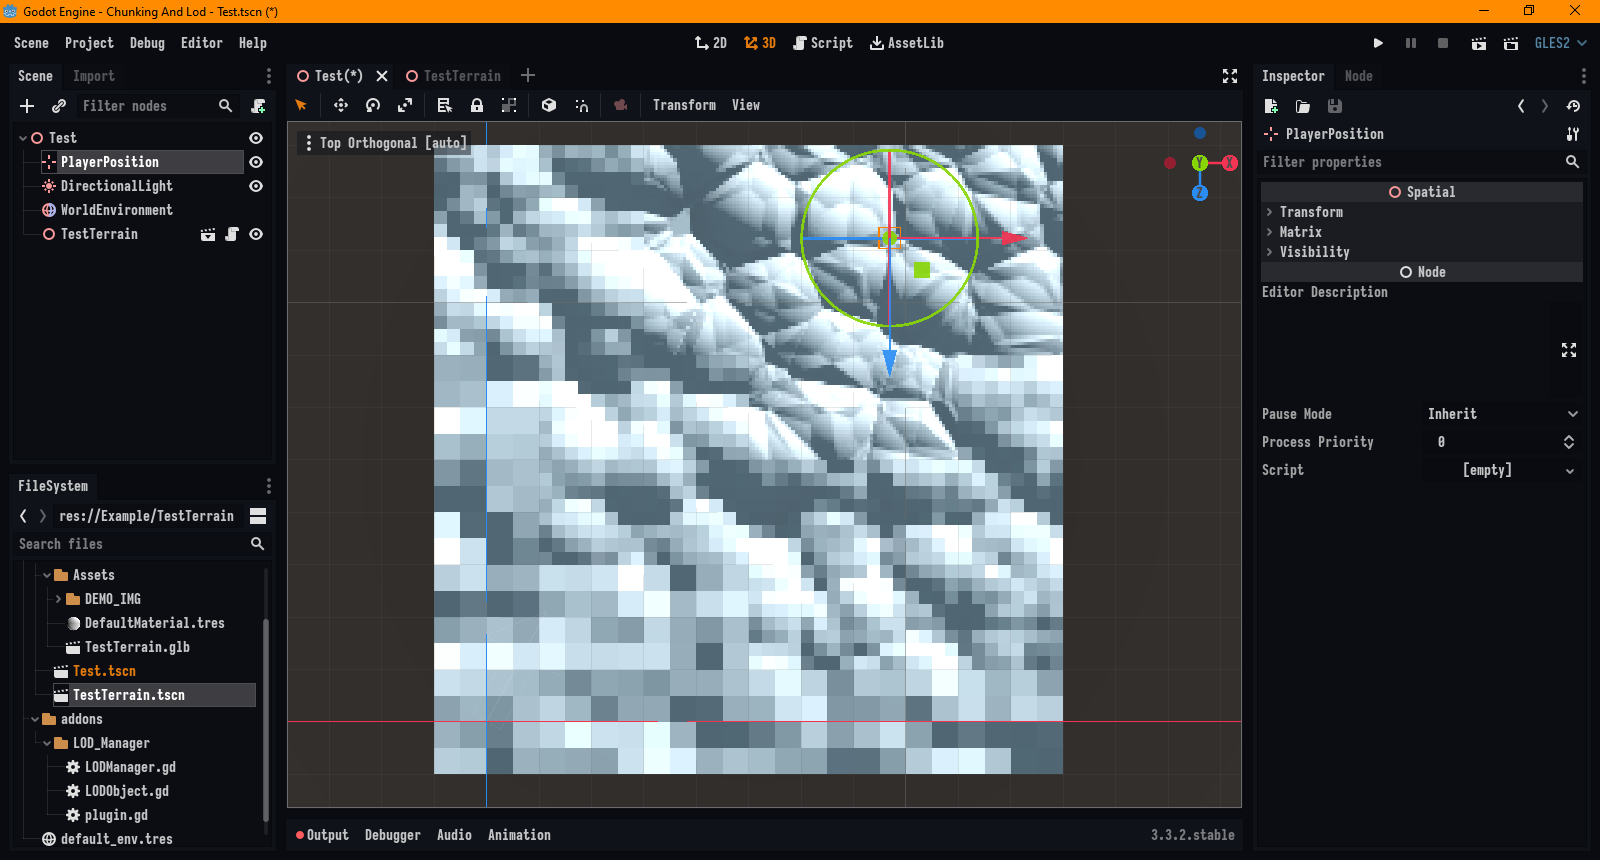 Godot Engine - Chunking And Lod - Test.tscn (*)
Scene Project Debug Editor Help
2D 3D Script AssetLib
GLES2
Scene Import
Filter nodes
Test
PlayerPosition
DirectionalLight
WorldEnvironment
TestTerrain
FileSystem
res://Example/TestTerrain
Search files
Assets
DEMO_IMG
DefaultMaterial.tres
TestTerrain.glb
Test.tscn
TestTerrain.tscn
addons
LOD_Manager
LODManager.gd
LODObject.gd
plugin.gd
default_env.tres
Test(*) TestTerrain
Transform View
Top Orthogonal [auto]
Y X
Z
Output Debugger Audio Animation
3.3.2.stable
Inspector Node
PlayerPosition
Filter properties
Spatial
Transform
Matrix
Visibility
Node
Editor Description
Pause Mode Inherit
Process Priority 0
Script [empty]